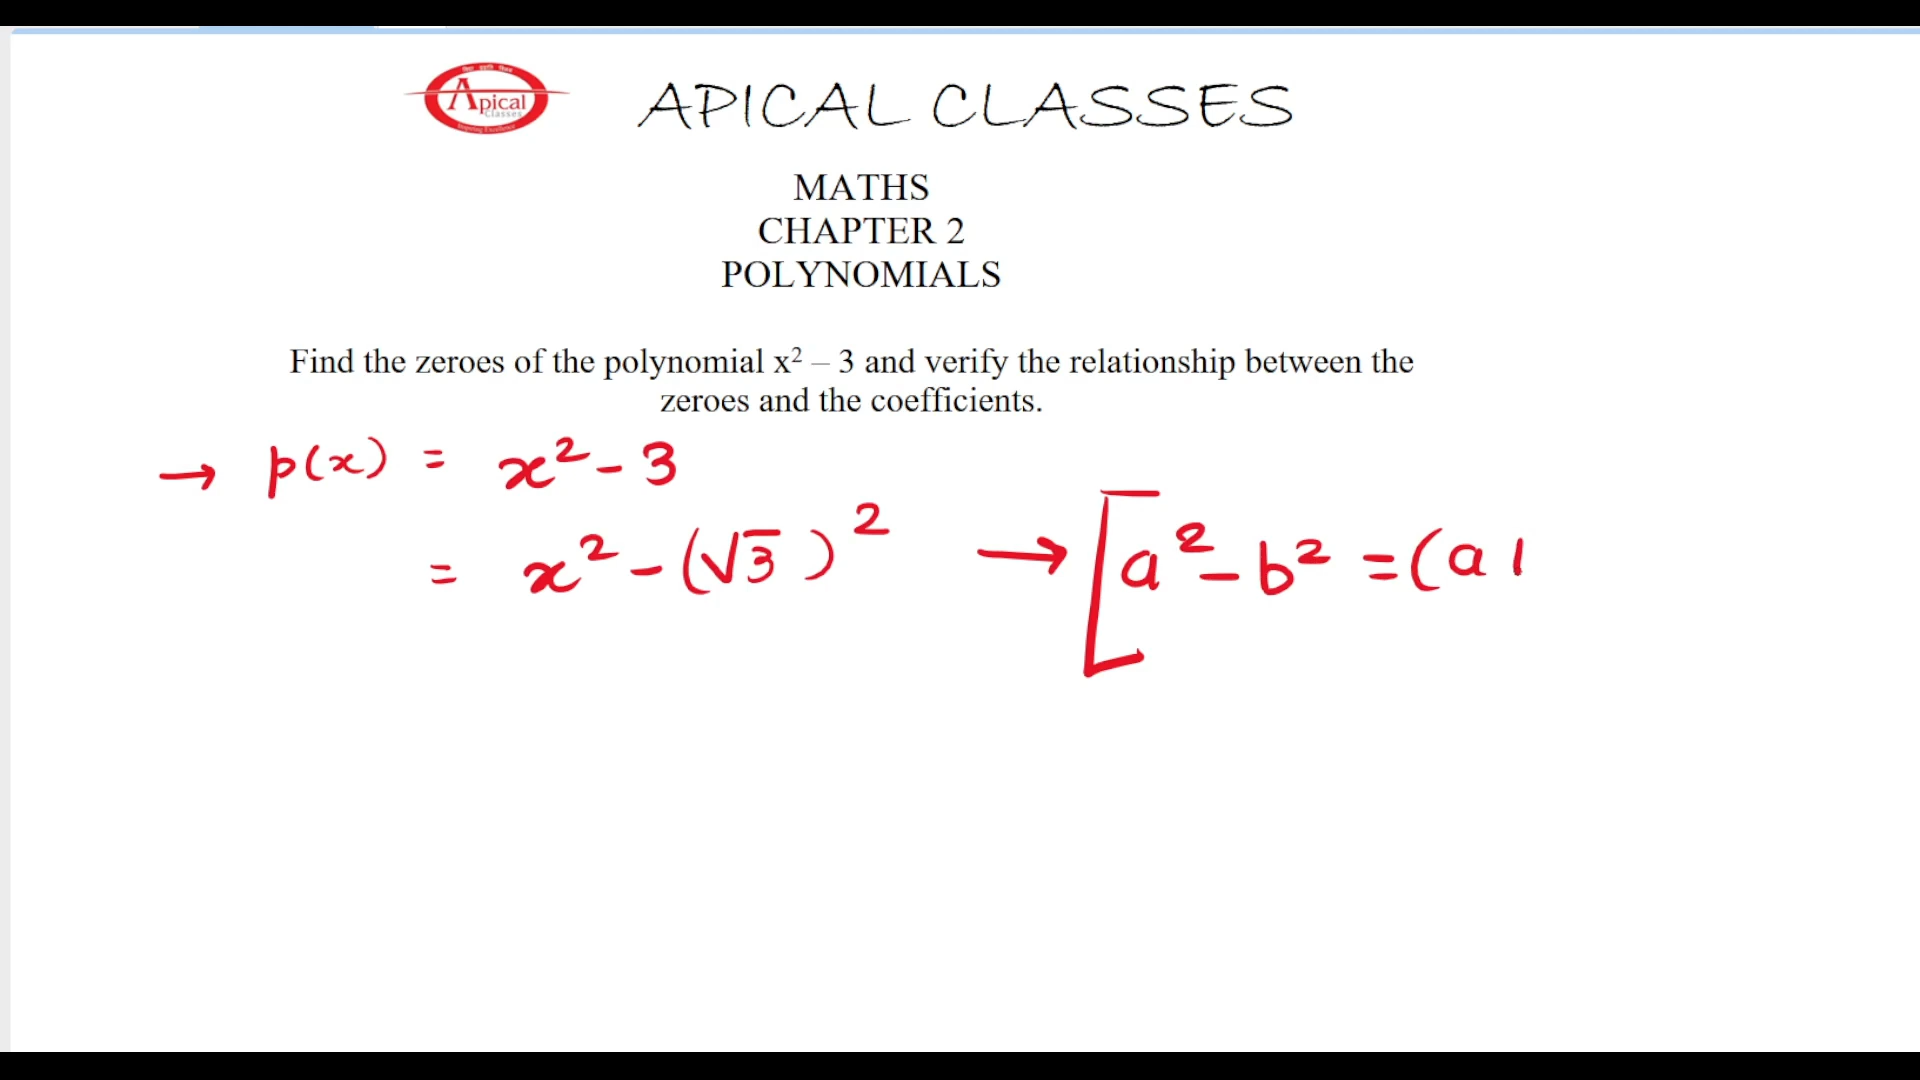 Apical
Classes
APICAL CLASSES
MATHS
CHAPTER 2
POLYNOMIALS
Find the zeroes of the polynomial x² – 3 and verify the relationship between the
zeroes and the coefficients.
→ p(x) = x² - 3
= x² - (√3)² → [a² - b² = (a